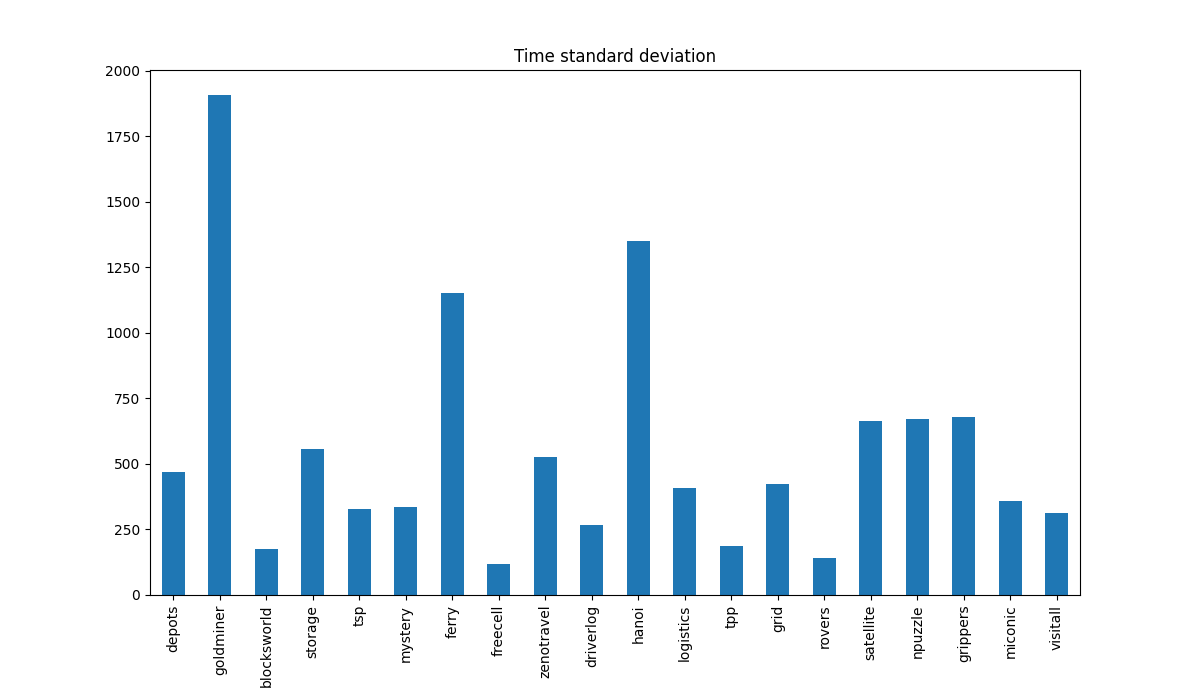 Time standard deviation
2000
1750
1500
1250
1000
750
500
250
0
depots
goldminer
blocksworld
storage
tsp
mystery
ferry
freecell
zenotravel
driverlog
hanoi
logistics
tpp
grid
rovers
satellite
npuzzle
grippers
miconic
visitall